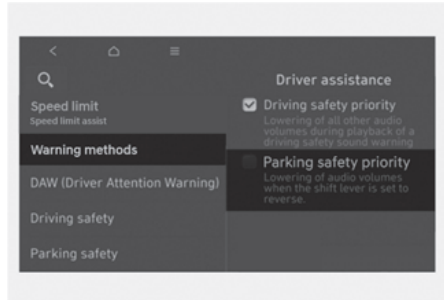 Driver assistance
Speed limit
Speed limit assist
Warning methods
DAW (Driver Attention Warning)
Driving safety
Parking safety
Driving safety priority
Lowering of all other audio
volumes during playback of a
driving safety sound warning
Parking safety priority
Lowering of audio volumes
when the shift lever is set to
reverse.